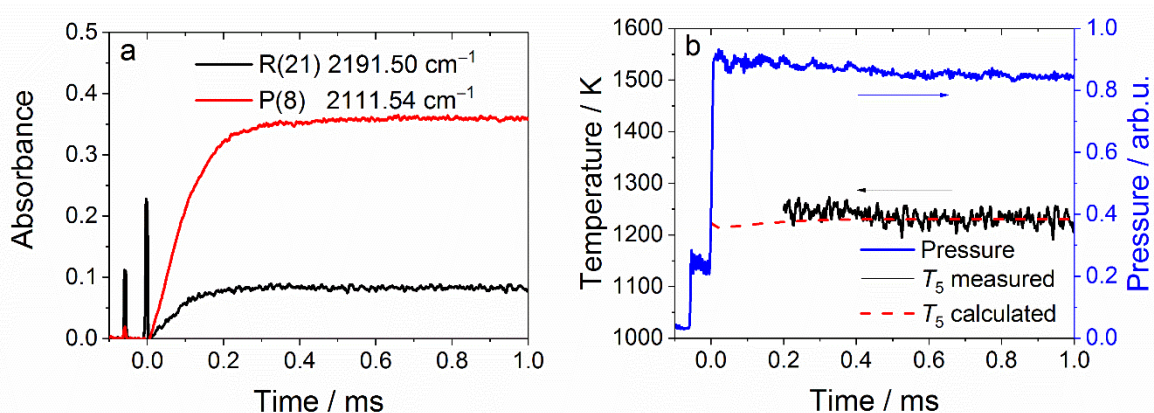 a
R(21) 2191.50 cm⁻¹
P(8) 2111.54 cm⁻¹
Absorbance
0.5
0.4
0.3
0.2
0.1
0.0
0.0 0.2 0.4 0.6 0.8 1.0
Time / ms
b
Temperature / K
1600
1500
1400
1300
1200
1100
1000
Pressure
T₅ measured
T₅ calculated
1.0
0.8
0.6
0.4
0.2
0.0
Pressure / arb.u.
0.0 0.2 0.4 0.6 0.8 1.0
Time / ms